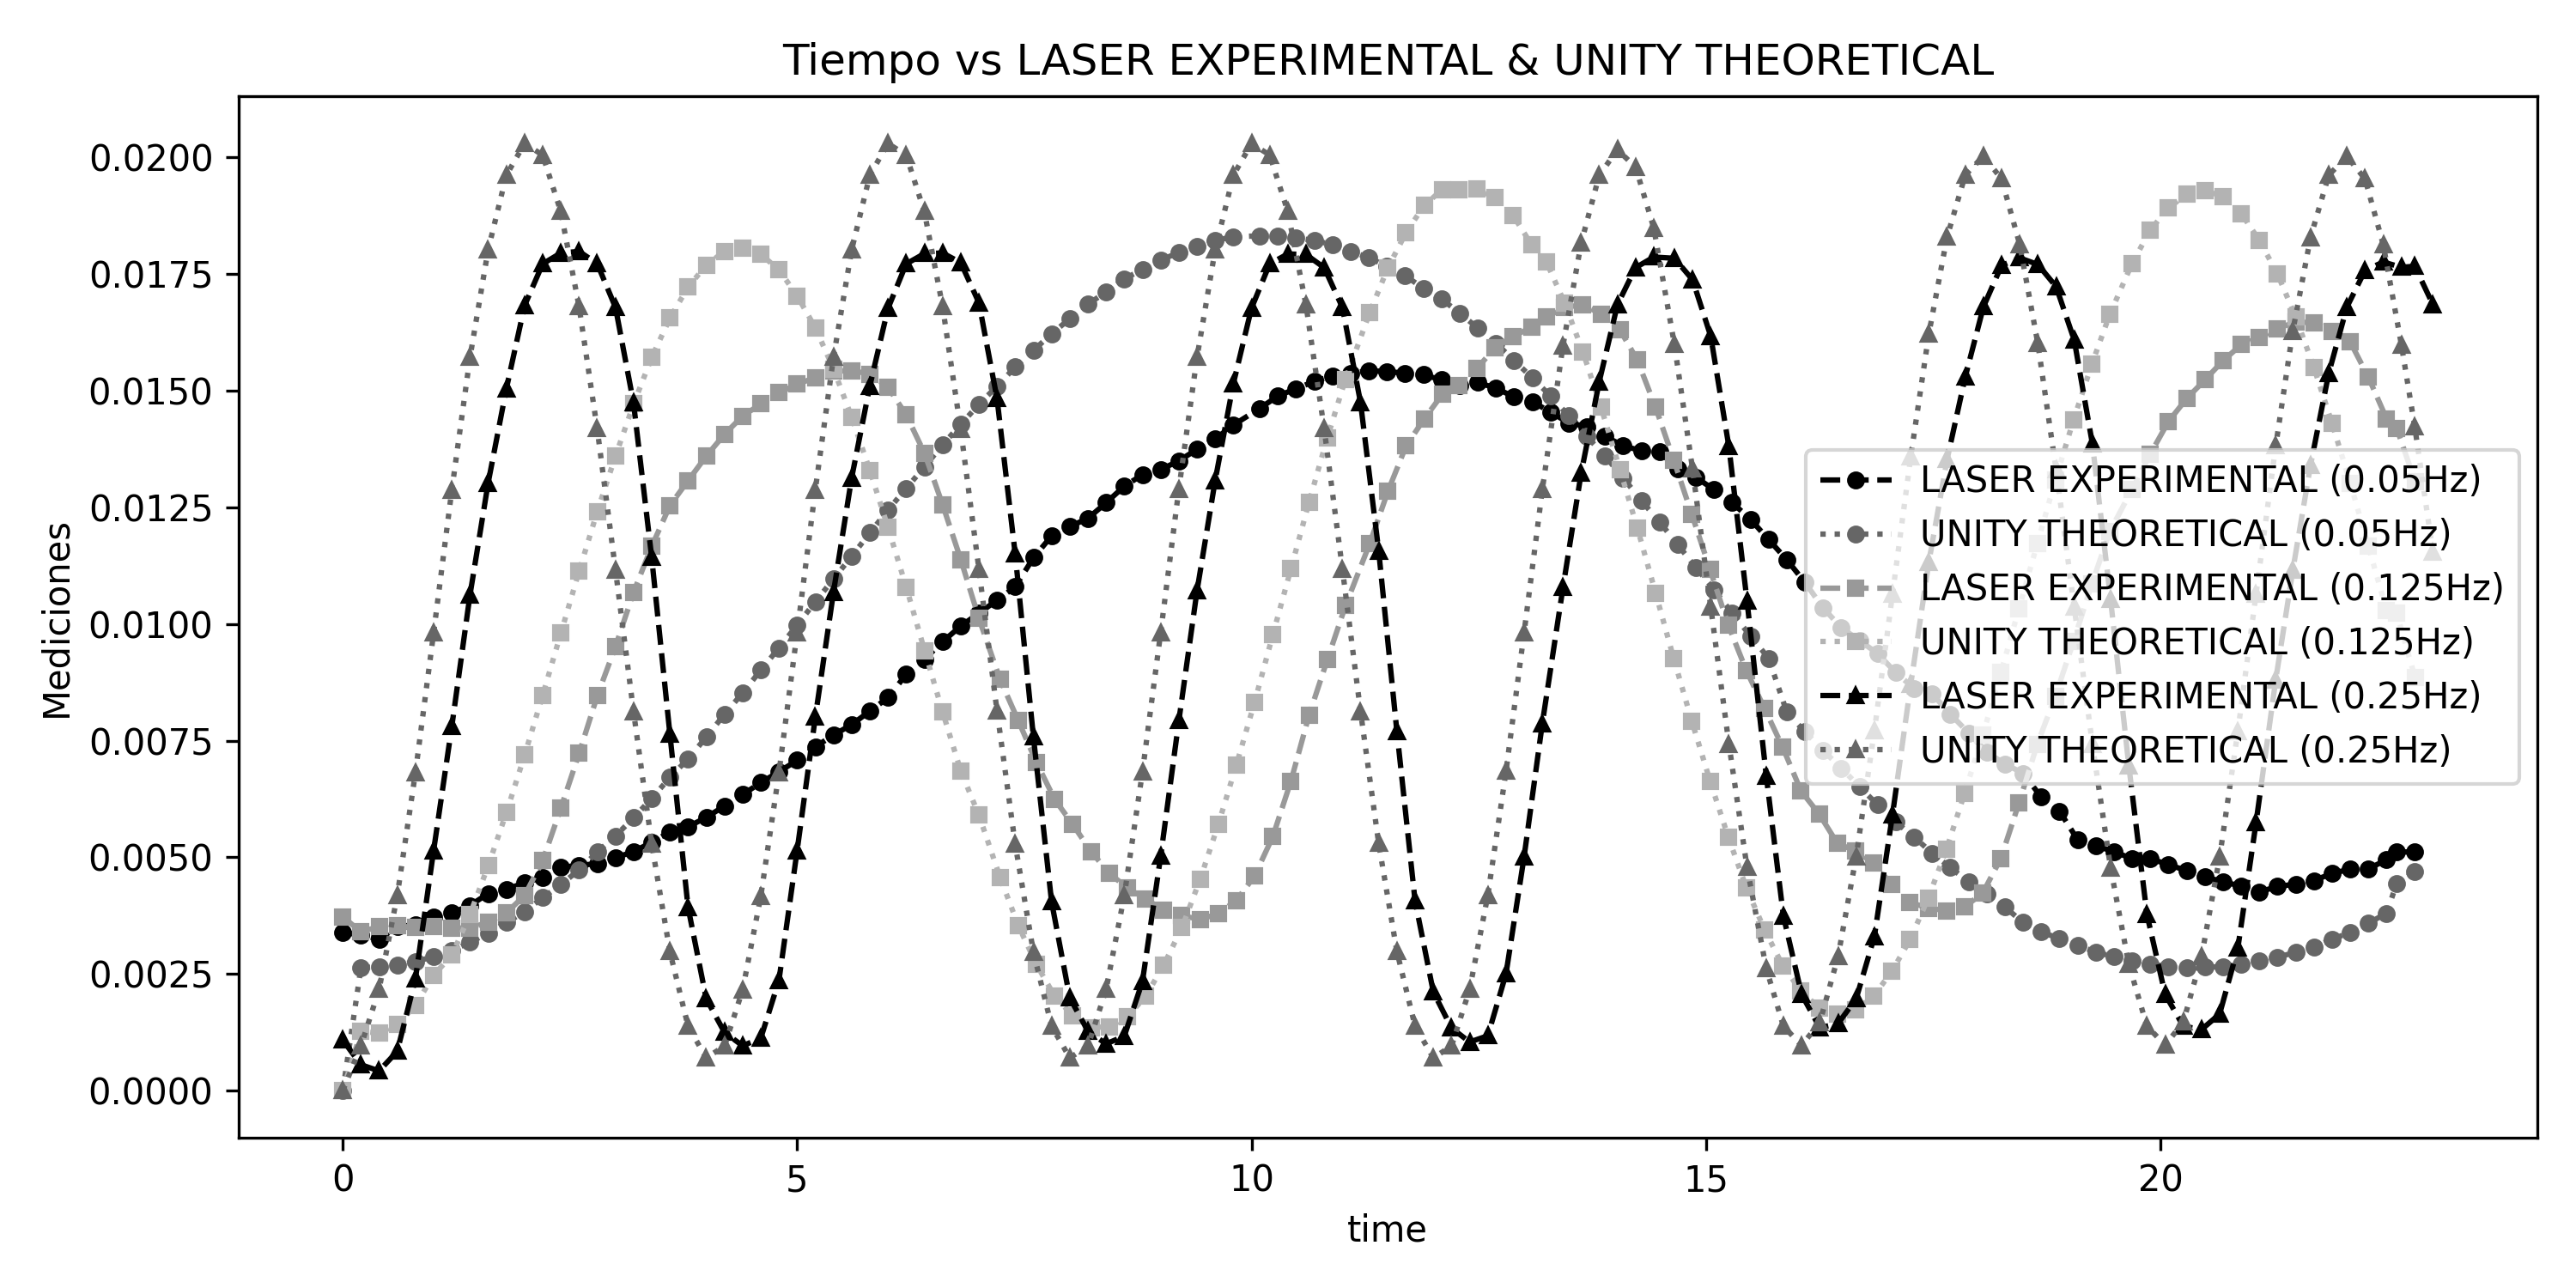 Tiempo vs LASER EXPERIMENTAL & UNITY THEORETICAL
Mediciones
0.0200
0.0175
0.0150
0.0125
0.0100
0.0075
0.0050
0.0025
0.0000
LASER EXPERIMENTAL (0.05Hz)
UNITY THEORETICAL (0.05Hz)
LASER EXPERIMENTAL (0.125Hz)
UNITY THEORETICAL (0.125Hz)
LASER EXPERIMENTAL (0.25Hz)
UNITY THEORETICAL (0.25Hz)
0 5 10 15 20
time